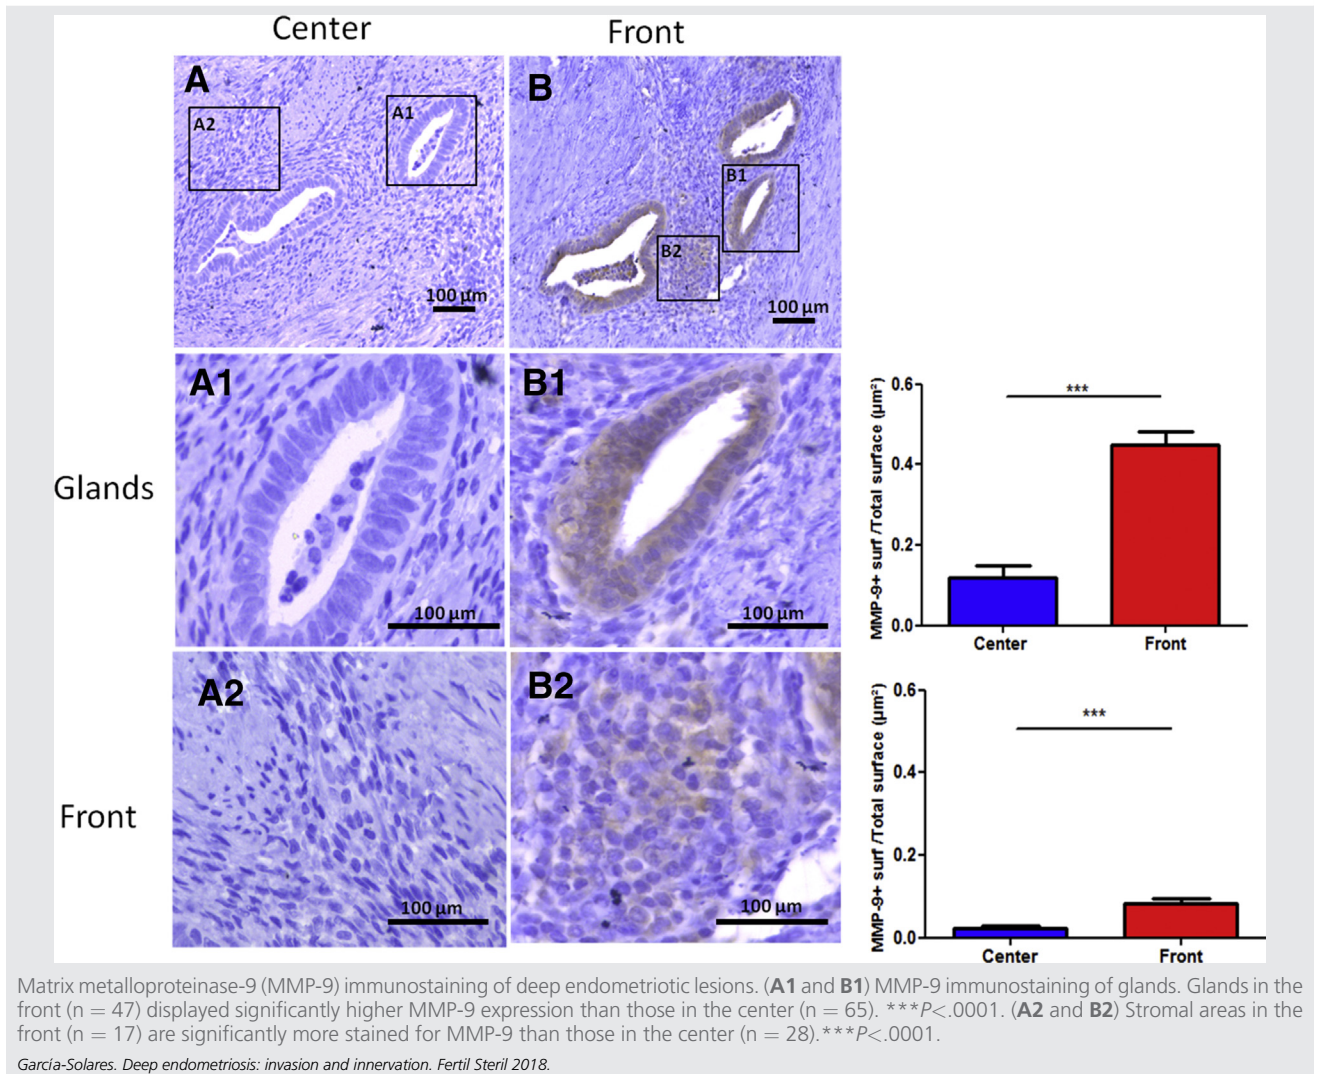 Center
Front
A
A2
A1
100 µm
B
B1
B2
100 µm
Glands
A1
100 µm
B1
100 µm
MMP-9+ surf /Total surface (µm²)
0.6
0.4
0.2
0.0
***
Center
Front
Front
A2
100 µm
B2
100 µm
MMP-9+ surf /Total surface (µm²)
0.6
0.4
0.2
0.0
***
Center
Front
Matrix metalloproteinase-9 (MMP-9) immunostaining of deep endometriotic lesions. (A1 and B1) MMP-9 immunostaining of glands. Glands in the
front (n = 47) displayed significantly higher MMP-9 expression than those in the center (n = 65). ***P<.0001. (A2 and B2) Stromal areas in the
front (n = 17) are significantly more stained for MMP-9 than those in the center (n = 28).***P<.0001.
García-Solares. Deep endometriosis: invasion and innervation. Fertil Steril 2018.